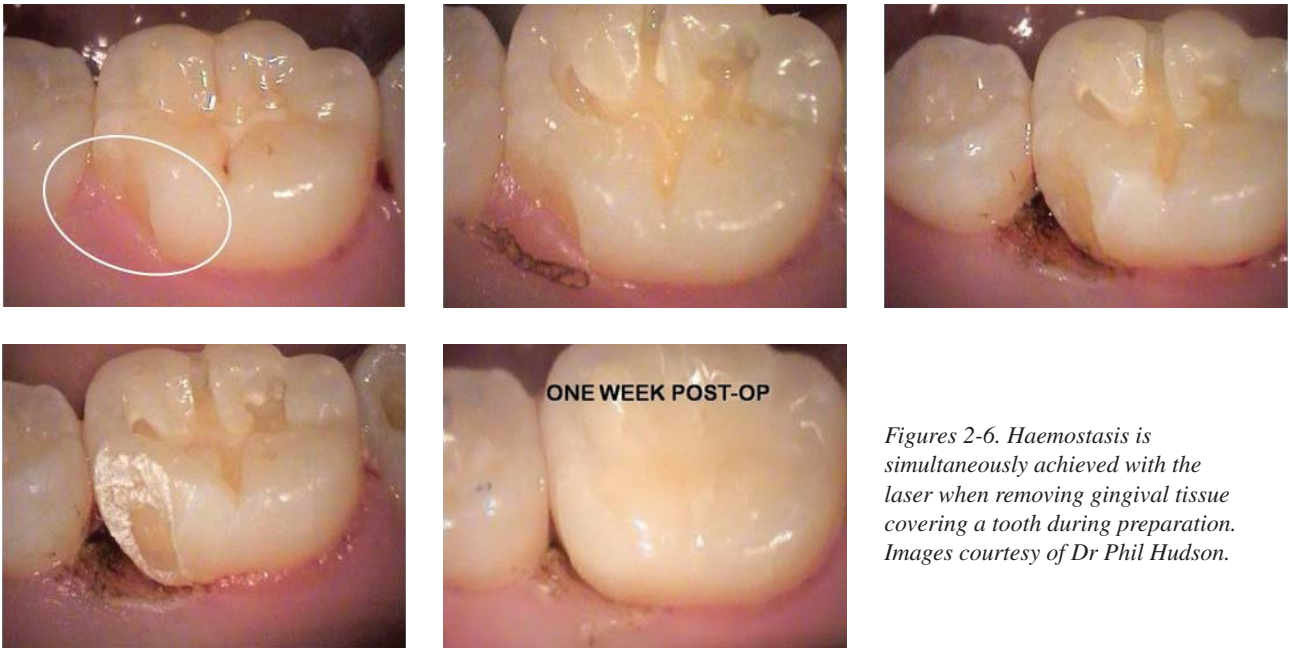 ONE WEEK POST-OP
Figures 2-6. Haemostasis is
simultaneously achieved with the
laser when removing gingival tissue
covering a tooth during preparation.
Images courtesy of Dr Phil Hudson.